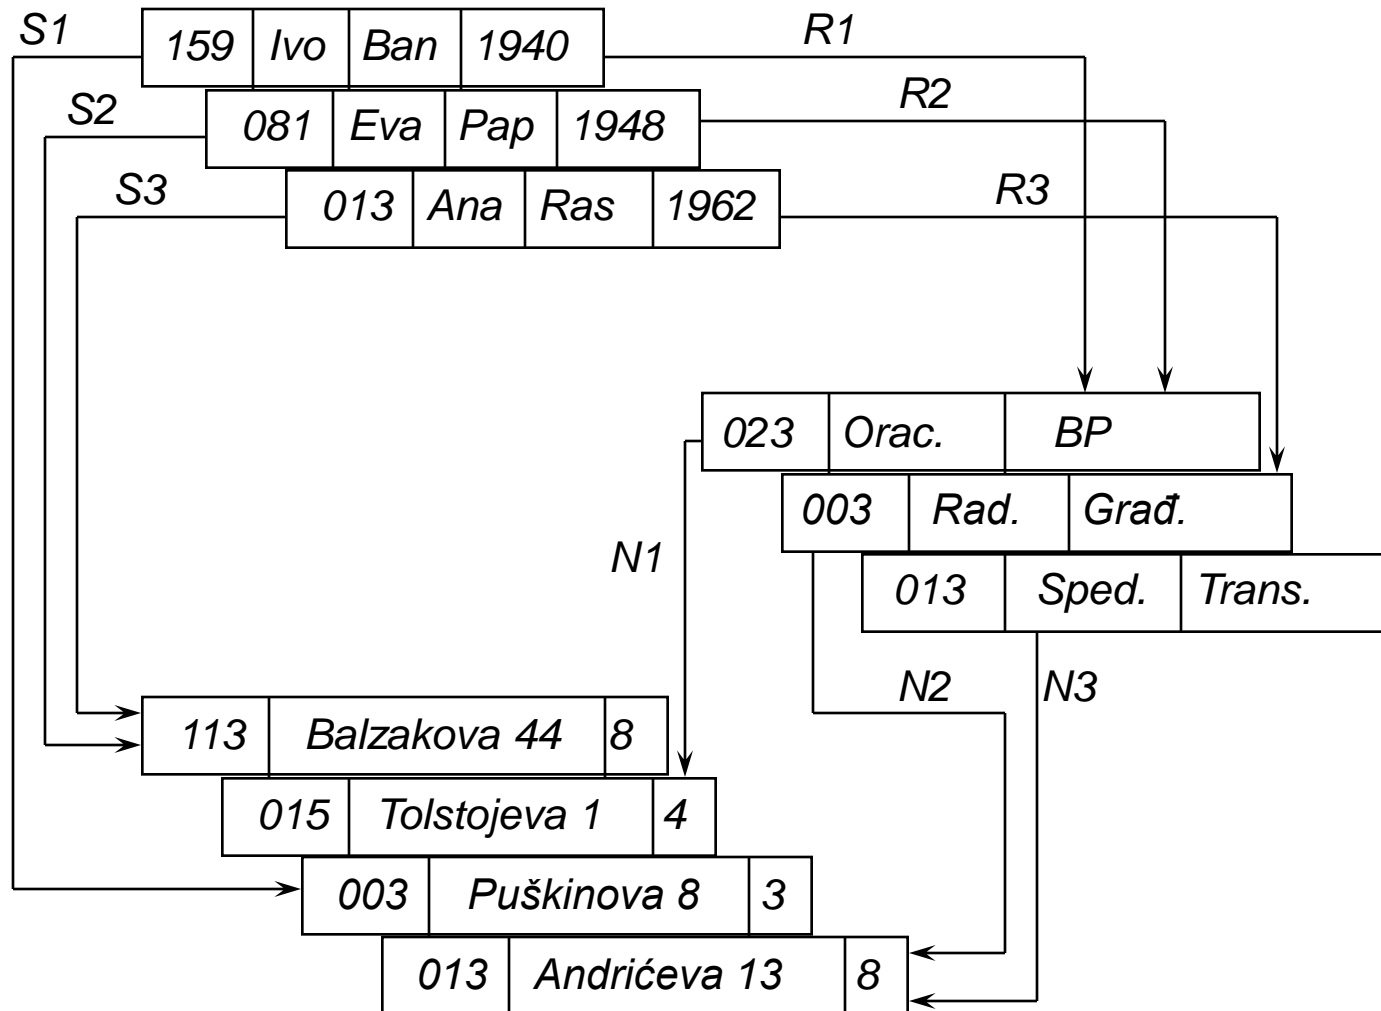 S1 159 Ivo Ban 1940 R1
S2 081 Eva Pap 1948 R2
S3 013 Ana Ras 1962 R3
023 Orac. BP
003 Rad. Građ.
N1
013 Sped. Trans.
N2 N3
113 Balzakova 44 8
015 Tolstojeva 1 4
003 Puškinova 8 3
013 Andrićeva 13 8